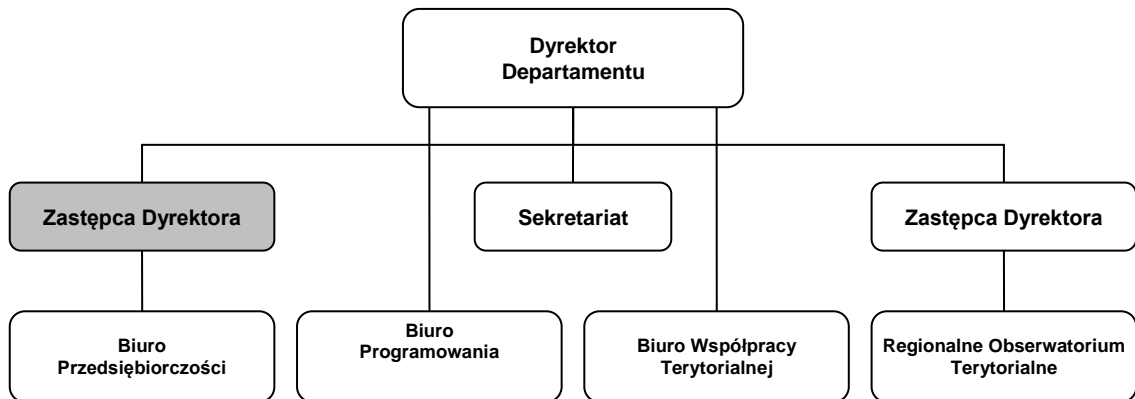 Dyrektor
Departamentu
Zastępca Dyrektora
Sekretariat
Zastępca Dyrektora
Biuro
Przedsiębiorczości
Biuro
Programowania
Biuro Współpracy
Terytorialnej
Regionalne Obserwatorium
Terytorialne